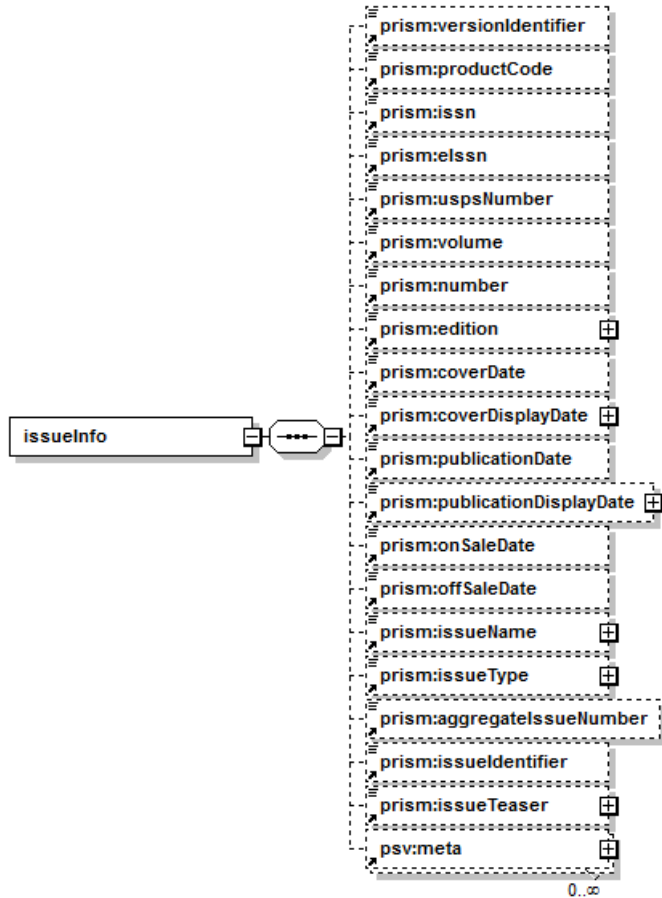 prism:versionIdentifier
prism:productCode
prism:issn
prism:eIssn
prism:uspsNumber
prism:volume
prism:number
prism:edition
prism:coverDate
issueInfo
prism:coverDisplayDate
prism:publicationDate
prism:publicationDisplayDate
prism:onSaleDate
prism:offSaleDate
prism:issueName
prism:issueType
prism:aggregateIssueNumber
prism:issueIdentifier
prism:issueTeaser
psv:meta
0..∞